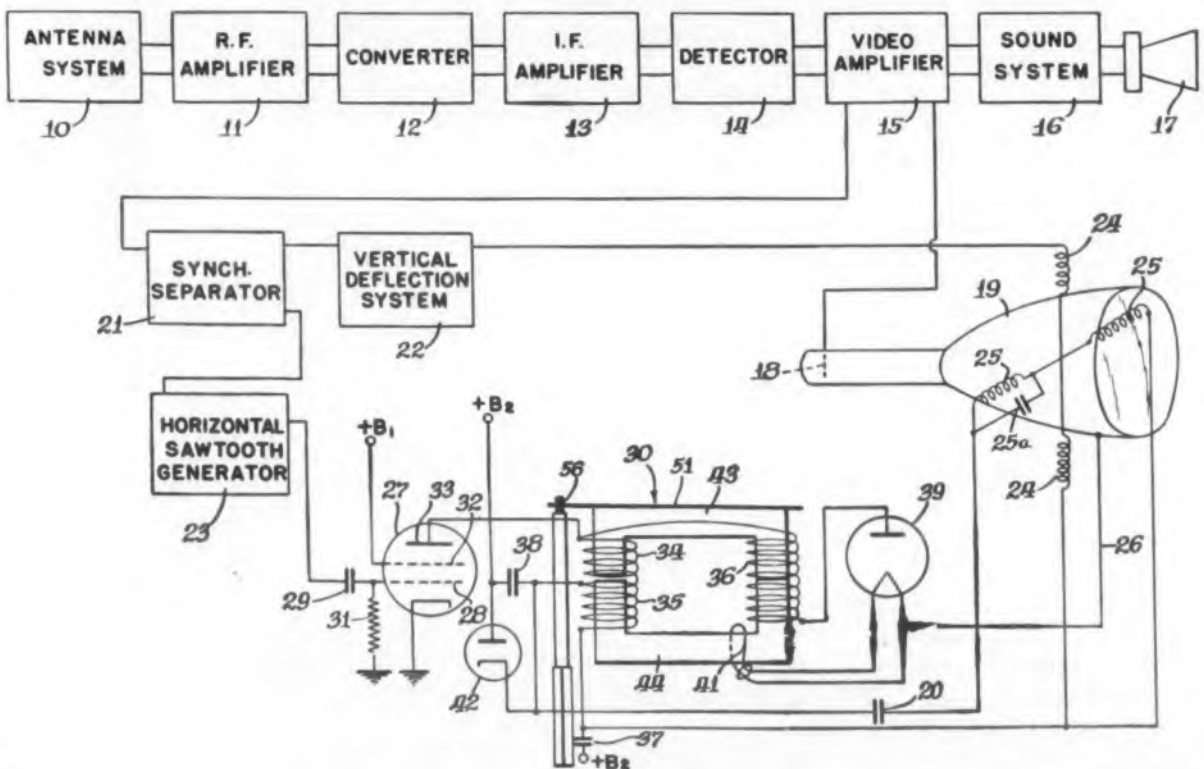 ANTENNA
SYSTEM
10
R.F.
AMPLIFIER
11
CONVERTER
12
I.F.
AMPLIFIER
13
DETECTOR
14
VIDEO
AMPLIFIER
15
SOUND
SYSTEM
16
17
SYNCH.
SEPARATOR
21
VERTICAL
DEFLECTION
SYSTEM
22
24
25
19
18
25
25a
24
26
HORIZONTAL
SAWTOOTH
GENERATOR
23
+B1
27
33
32
28
29
31
+B2
38
42
56
30
51
43
34
35
36
39
44
41
20
37
+B2